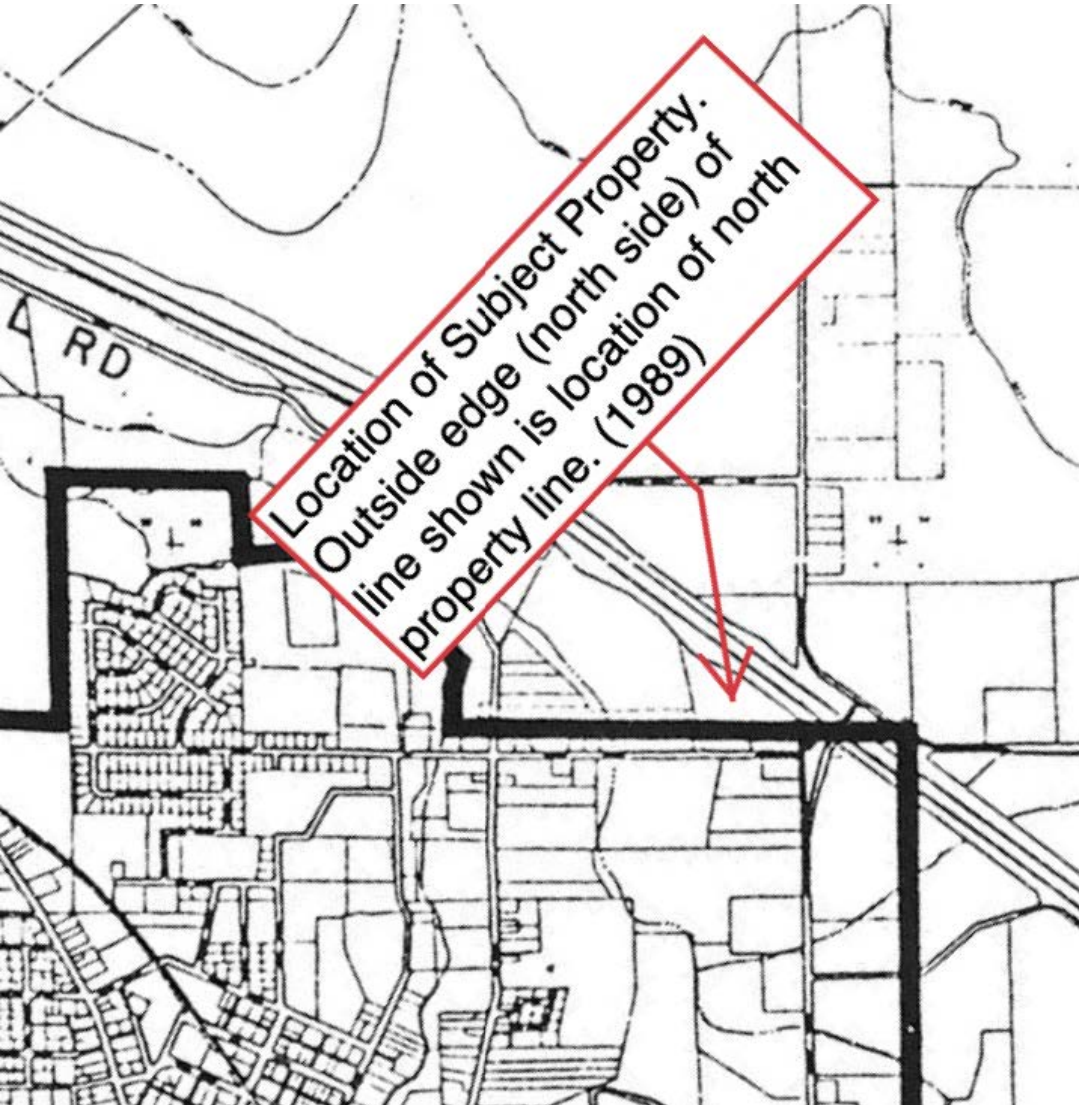 Location of Subject Property.
Outside edge (north side) of
line shown is location of north
property line. (1989)
L RD
"L"
"L"